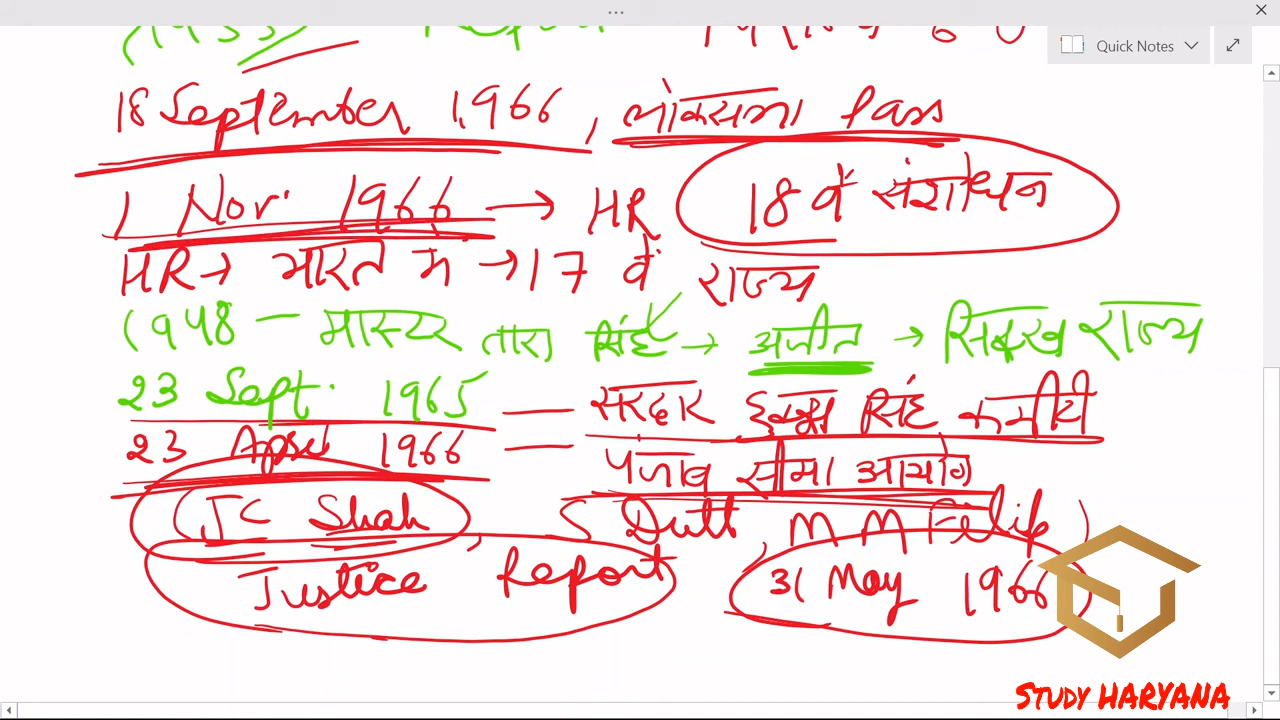 Quick Notes
18 September 1966, लोकसभा Pass
1 Nov. 1966 → HR 18 वें संशोधन
HR → भारत में → 17 वें राज्य
1948 – मास्टर तारा सिंह → अजीत → सिक्ख राज्य
23 Sept. 1965 = सरदार हुक्म सिंह कमीटी
23 April 1966 = पंजाब सीमा आयोग
(JC Shah, S Dutt, M M Filip)
Justice Report 31 May 1966
STUDY HARYANA